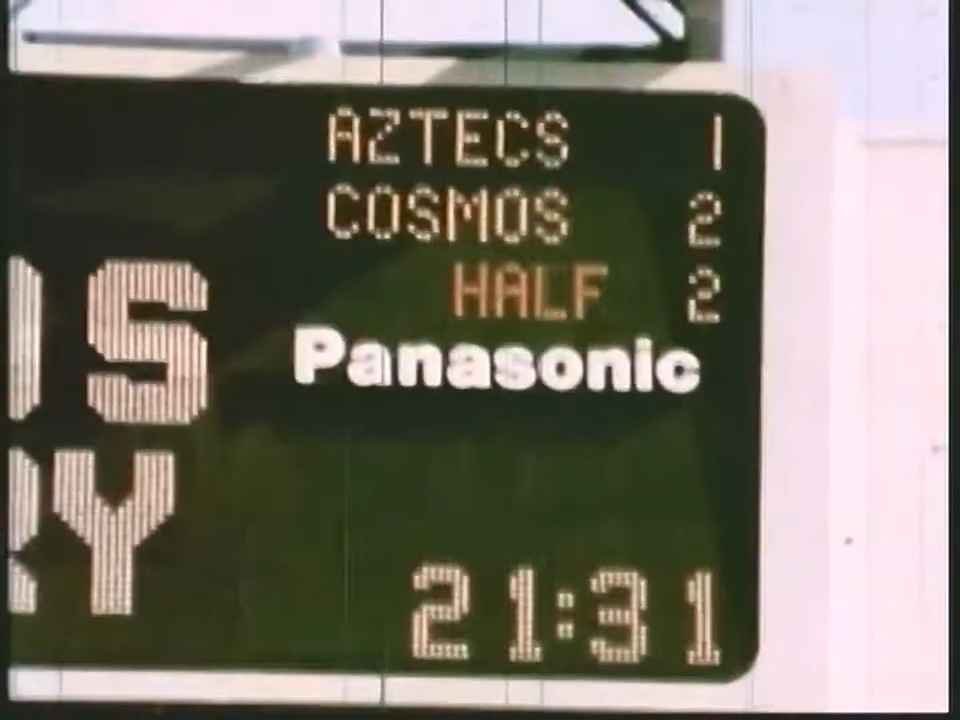 AZTECS 1
COSMOS 2
HALF 2
Panasonic
21:31